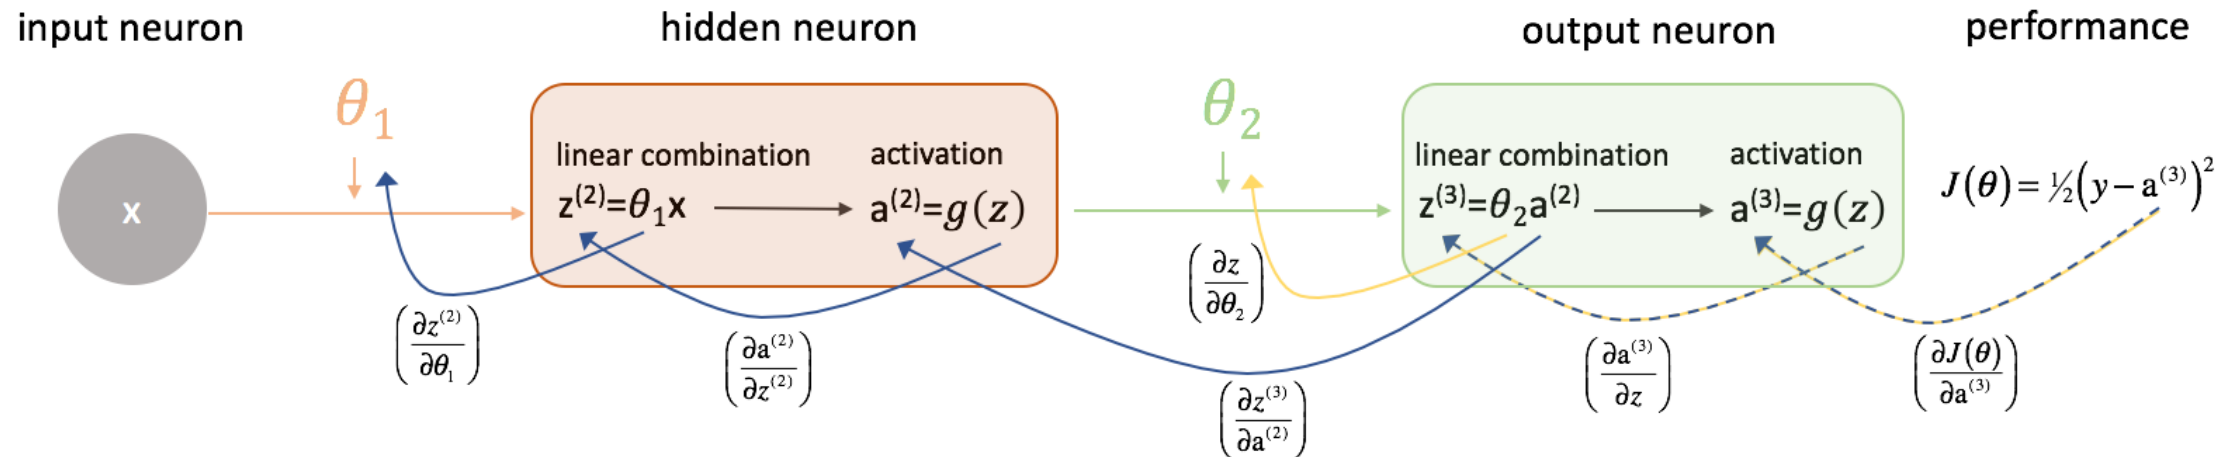 input neuron
hidden neuron
output neuron
performance
θ₁
θ₂
x
linear combination
z⁽²⁾=θ₁x
activation
a⁽²⁾=g(z)
linear combination
z⁽³⁾=θ₂a⁽²⁾
activation
a⁽³⁾=g(z)
J(θ)=½(y−a⁽³⁾)²
(∂z⁽²⁾/∂θ₁)
(∂a⁽²⁾/∂z⁽²⁾)
(∂z/∂θ₂)
(∂z⁽³⁾/∂a⁽²⁾)
(∂a⁽³⁾/∂z)
(∂J(θ)/∂a⁽³⁾)